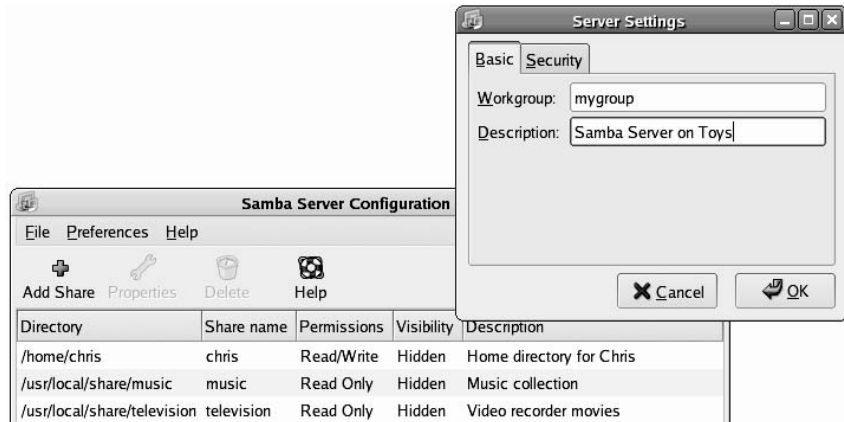 Server Settings
Basic Security
Workgroup: mygroup
Description: Samba Server on Toys
Cancel OK
Samba Server Configuration
File Preferences Help
Add Share Properties Delete Help
Directory Share name Permissions Visibility Description
/home/chris chris Read/Write Hidden Home directory for Chris
/usr/local/share/music music Read Only Hidden Music collection
/usr/local/share/television television Read Only Hidden Video recorder movies